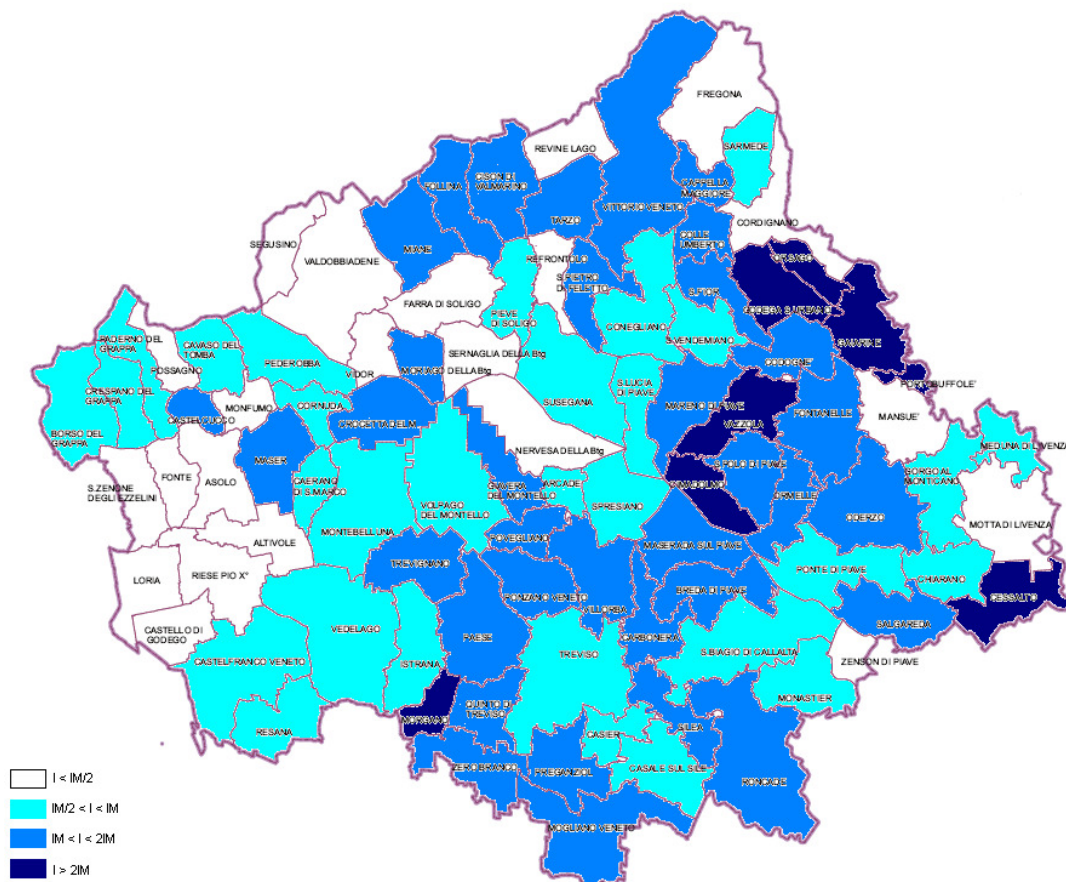 FREGONA
REVINE LAGO
SARMEDE
CISON DI
VALMARINO
FOLLINA
CAPPELLA
MAGGIORE
VITTORIO VENETO
TARZO
CORDIGNANO
COLLE
UMBERTO
SEGUSINO
MIANE
VALDOBBIADENE
REFRONTOLO
ORSAGO
S.PIETRO
DI FELETTO
S.FIOR
FARRA DI SOLIGO
PIEVE
DI SOLIGO
GODEGA S.URBANO
CONEGLIANO
S.VENDEMIANO
GAIARINE
PADERNO DEL
GRAPPA
CAVASO DEL
TOMBA
POSSAGNO
PEDEROBBA
SERNAGLIA DELLA Btg
CODOGNE'
VIDOR
MORIAGO DELLA Btg
S.LUCIA
DI PIAVE
PORTOBUFFOLE'
CRESPANO DEL
GRAPPA
SUSEGANA
MONFUMO
CORNUDA
MARENO DI PIAVE
FONTANELLE
MANSUE'
CASTELCUCCO
CROCETTA DEL M.
VAZZOLA
BORSO DEL
GRAPPA
MEDUNA DI LIVENZA
NERVESA DELLA Btg
MASER
S.POLO DI PIAVE
GORGO AL
MONTICANO
FONTE
ASOLO
CAERANO
DI S.MARCO
GIAVERA
DEL MONTELLO
ARCADE
CIMADOLMO
S.ZENONE
DEGLI EZZELINI
VOLPAGO
DEL MONTELLO
SPRESIANO
ORMELLE
ODERZO
MOTTA DI LIVENZA
MONTEBELLUNA
POVEGLIANO
ALTIVOLE
MASERADA SUL PIAVE
TREVIGNANO
PONTE DI PIAVE
CHIARANO
LORIA
RIESE PIO X°
PONZANO VENETO
BREDA DI PIAVE
CESSALTO
VILLORBA
CASTELLO DI
GODEGO
VEDELAGO
PAESE
CARBONERA
SALGAREDA
TREVISO
S.BIAGIO DI CALLALTA
CASTELFRANCO VENETO
ISTRANA
ZENSON DI PIAVE
MONASTIER
QUINTO DI
TREVISO
MORGANO
RESANA
SILEA
CASIER
ZERO BRANCO
PREGANZIOL
CASALE SUL SILE
RONCADE
MOGLIANO VENETO
I < IM/2
IM/2 < I < IM
IM < I < 2IM
I > 2IM